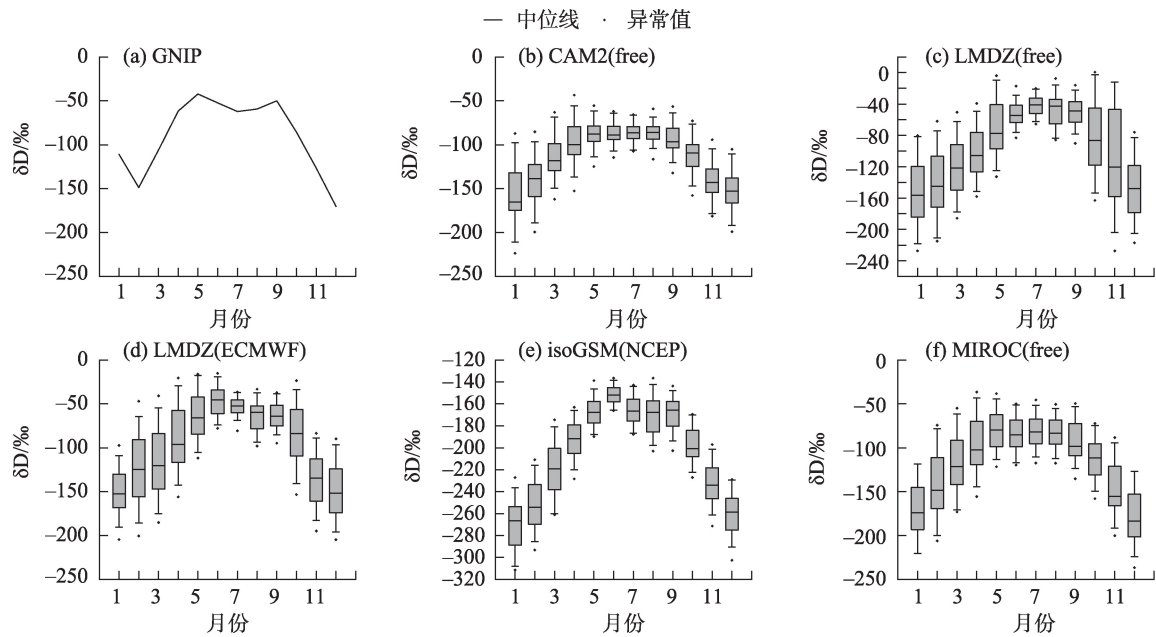 — 中位线 · 异常值
(a) GNIP
0
−50
−100
−150
−200
−250
δD/‰
1 3 5 7 9 11
月份
(b) CAM2(free)
0
−50
−100
−150
−200
−250
δD/‰
1 3 5 7 9 11
月份
(c) LMDZ(free)
0
−40
−80
−120
−160
−200
−240
δD/‰
1 3 5 7 9 11
月份
(d) LMDZ(ECMWF)
0
−50
−100
−150
−200
−250
δD/‰
1 3 5 7 9 11
月份
(e) isoGSM(NCEP)
−120
−140
−160
−180
−200
−220
−240
−260
−280
−300
−320
δD/‰
1 3 5 7 9 11
月份
(f) MIROC(free)
0
−50
−100
−150
−200
−250
δD/‰
1 3 5 7 9 11
月份